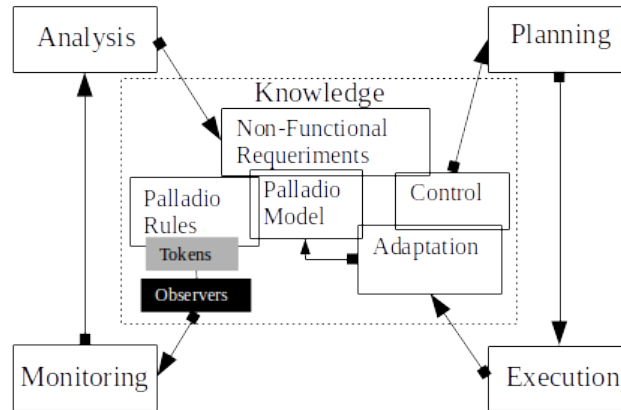 Analysis
Planning
Knowledge
Non-Functional
Requeriments
Palladio
Rules
Palladio
Model
Control
Adaptation
Tokens
Observers
Monitoring
Execution